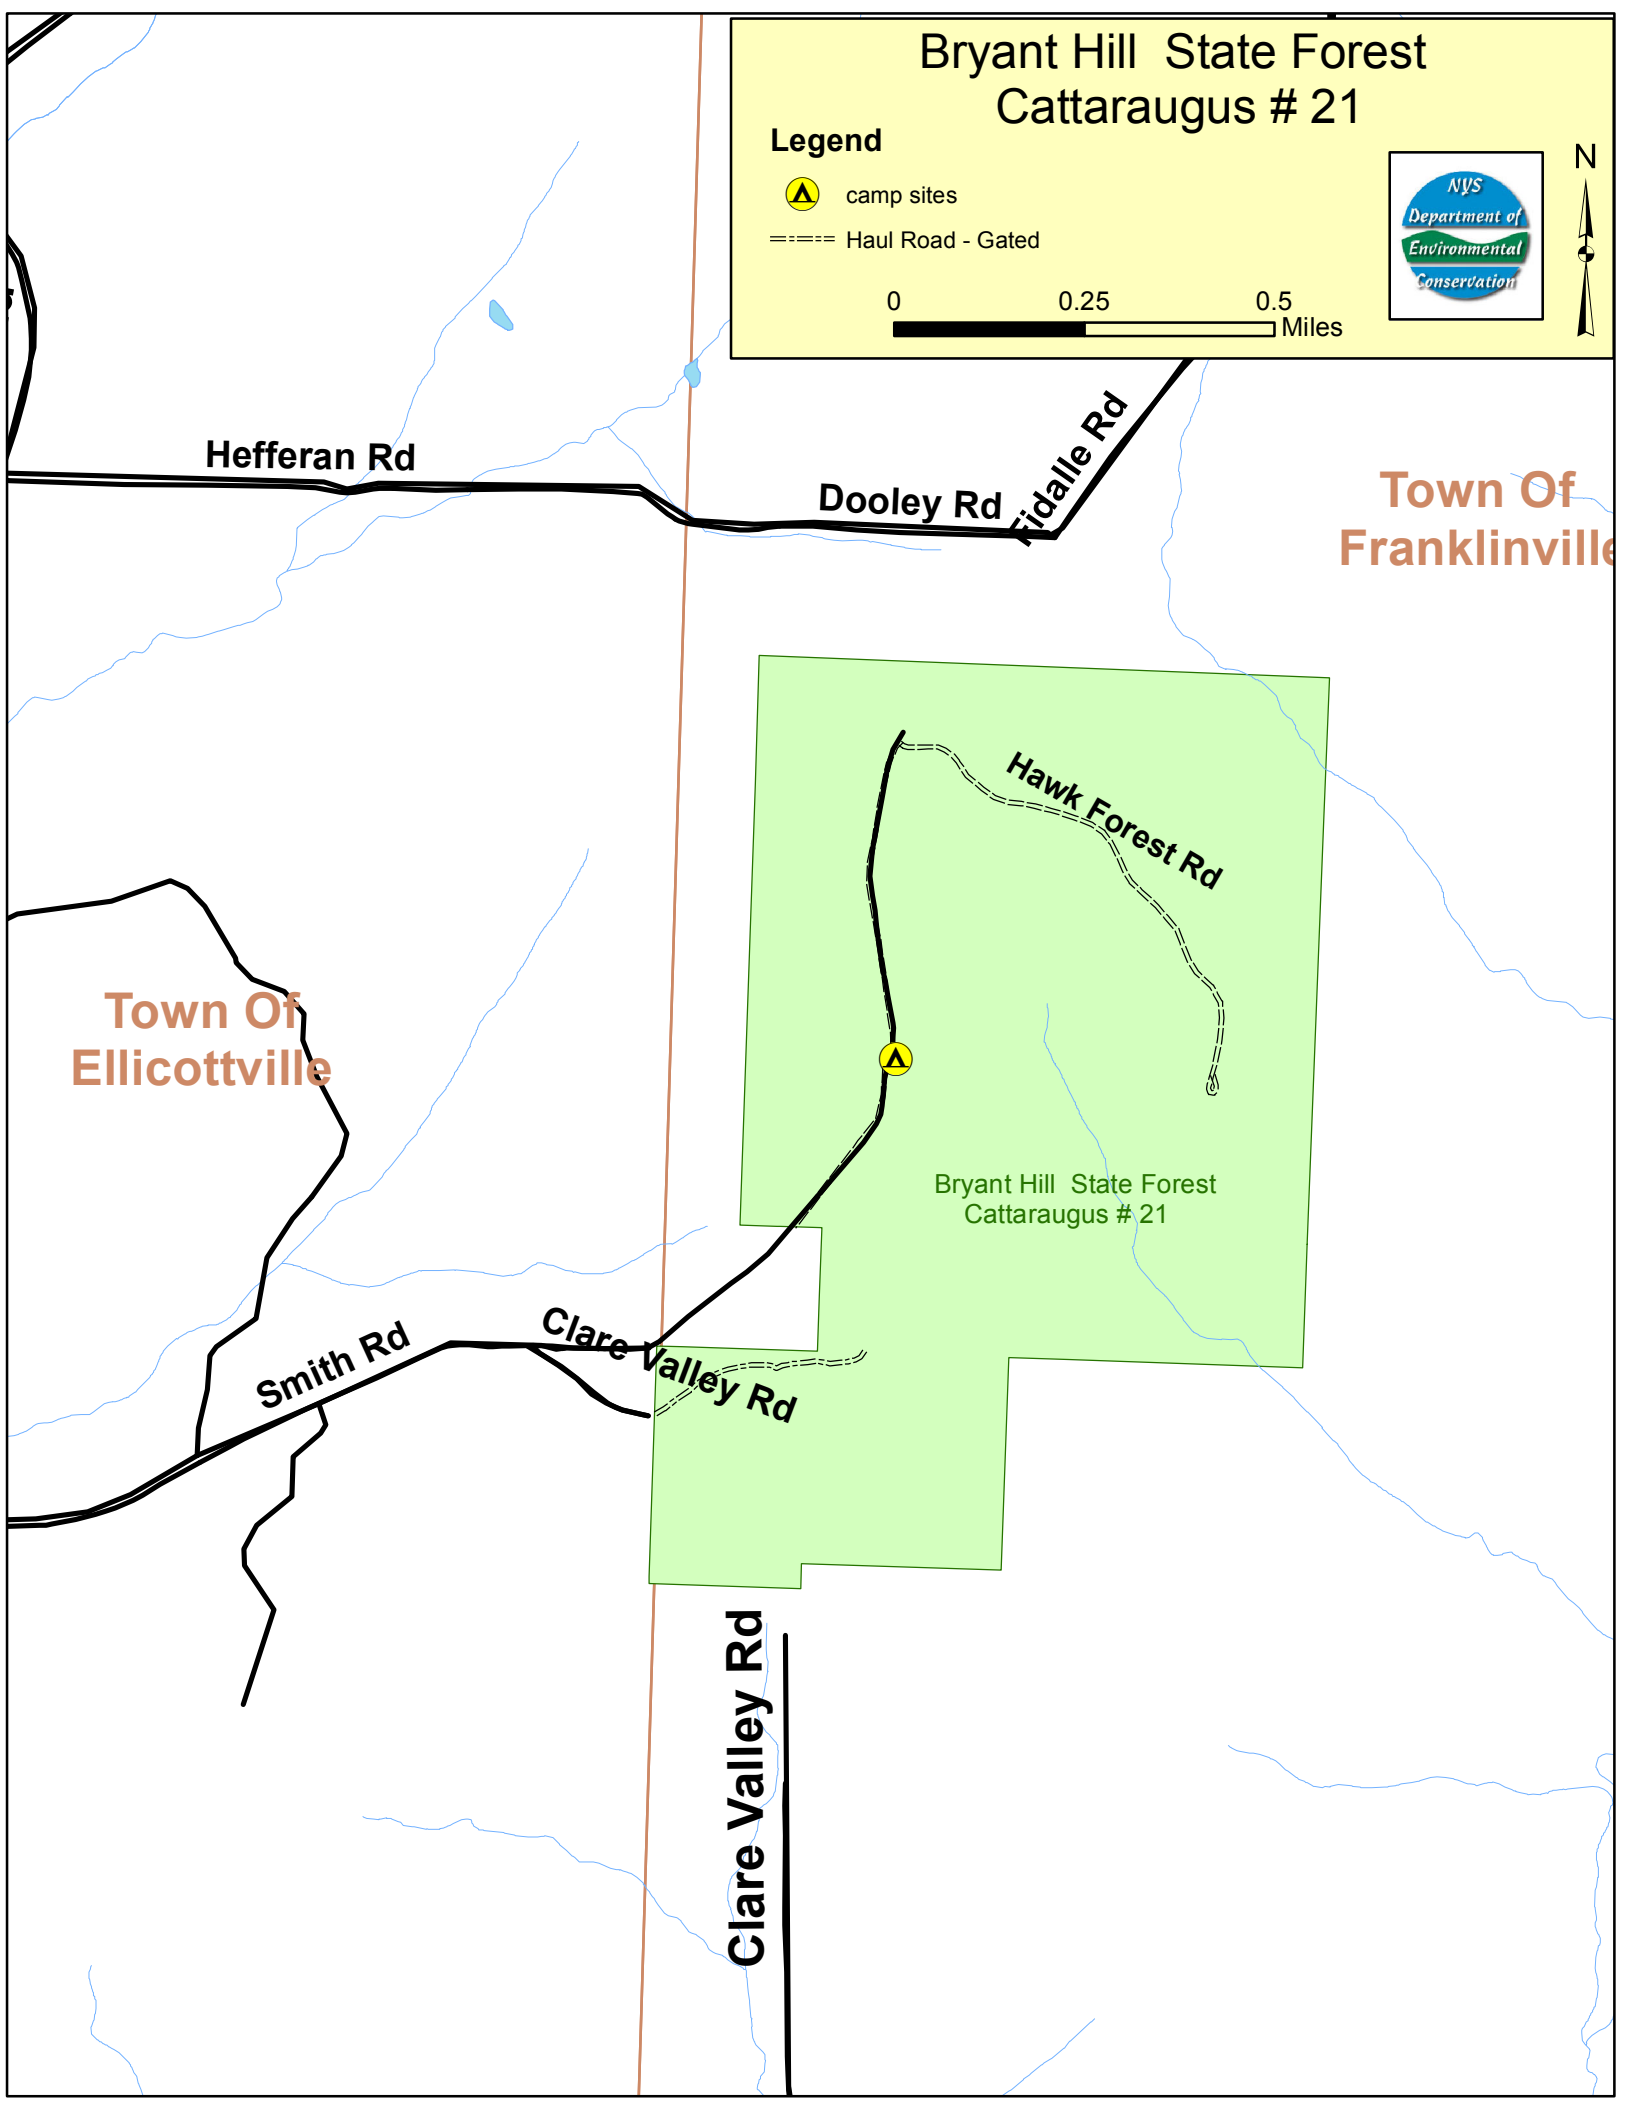 Bryant Hill  State Forest
Cattaraugus # 21
Legend
camp sites
Haul Road - Gated
0 0.25 0.5
Miles
NYS
Department of
Environmental
Conservation
N
Hefferan Rd
Dooley Rd
Fidalle Rd
Town Of
Franklinville
Hawk Forest Rd
Town Of
Ellicottville
Bryant Hill  State Forest
Cattaraugus # 21
Smith Rd
Clare Valley Rd
Clare Valley Rd